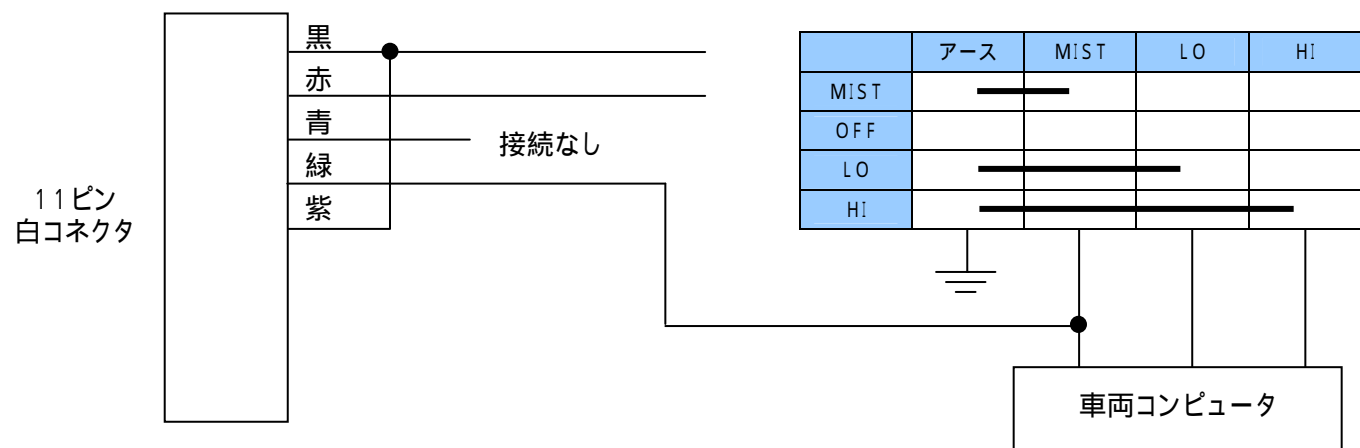 黒
赤
青
緑
紫
接続なし
11ピン
白コネクタ
アース MIST LO HI
MIST
OFF
LO
HI
車両コンピュータ